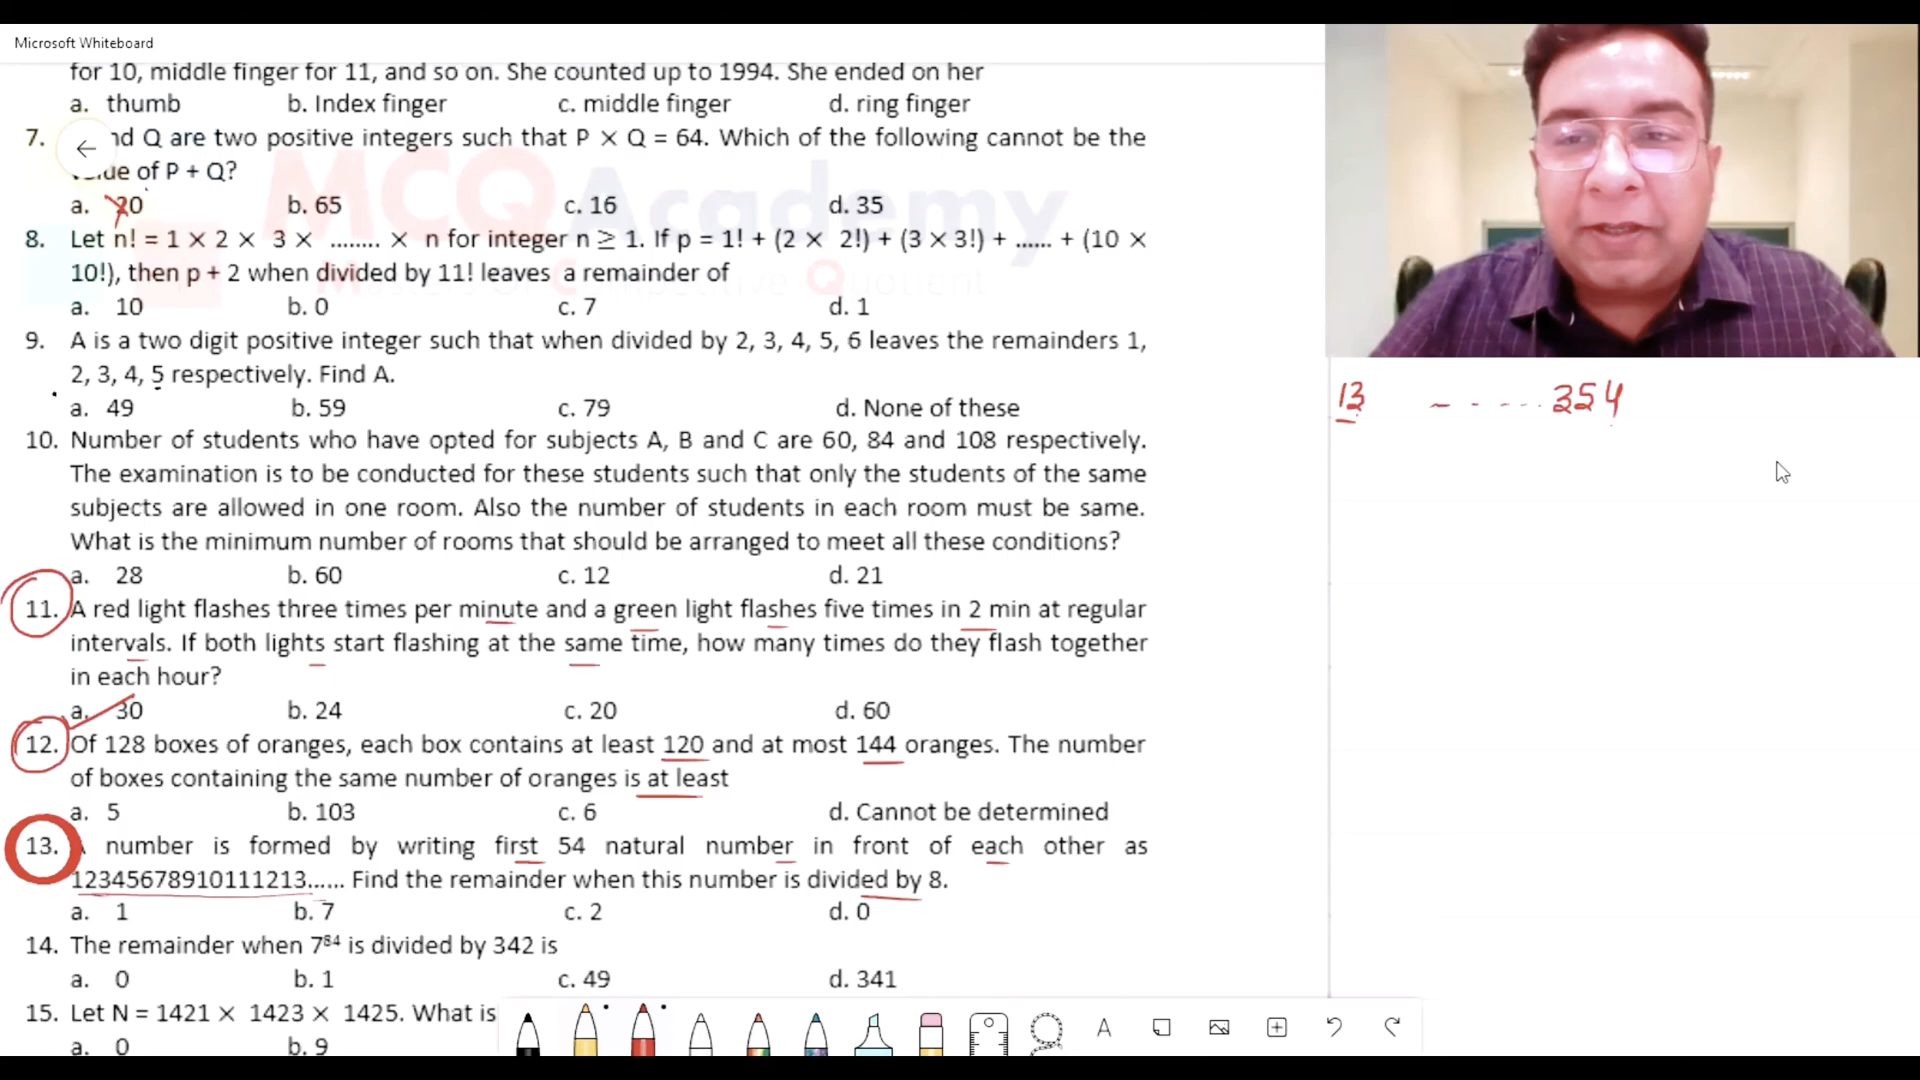 Microsoft Whiteboard
for 10, middle finger for 11, and so on. She counted up to 1994. She ended on her
a. thumb b. Index finger c. middle finger d. ring finger
7. nd Q are two positive integers such that P × Q = 64. Which of the following cannot be the
ue of P + Q?
a. 20 b. 65 c. 16 d. 35
8. Let n! = 1 × 2 × 3 × ........ × n for integer n ≥ 1. If p = 1! + (2 × 2!) + (3 × 3!) + ...... + (10 ×
10!), then p + 2 when divided by 11! leaves a remainder of
a. 10 b. 0 c. 7 d. 1
MCQ Academy
Masters Of Competitive Quotient
9. A is a two digit positive integer such that when divided by 2, 3, 4, 5, 6 leaves the remainders 1,
2, 3, 4, 5 respectively. Find A.
a. 49 b. 59 c. 79 d. None of these
10. Number of students who have opted for subjects A, B and C are 60, 84 and 108 respectively.
The examination is to be conducted for these students such that only the students of the same
subjects are allowed in one room. Also the number of students in each room must be same.
What is the minimum number of rooms that should be arranged to meet all these conditions?
a. 28 b. 60 c. 12 d. 21
11. A red light flashes three times per minute and a green light flashes five times in 2 min at regular
intervals. If both lights start flashing at the same time, how many times do they flash together
in each hour?
a. 30 b. 24 c. 20 d. 60
12. Of 128 boxes of oranges, each box contains at least 120 and at most 144 oranges. The number
of boxes containing the same number of oranges is at least
a. 5 b. 103 c. 6 d. Cannot be determined
13. number is formed by writing first 54 natural number in front of each other as
12345678910111213...... Find the remainder when this number is divided by 8.
a. 1 b. 7 c. 2 d. 0
14. The remainder when 7⁸⁴ is divided by 342 is
a. 0 b. 1 c. 49 d. 341
15. Let N = 1421 × 1423 × 1425. What is
a. 0 b. 9
13 - - - ... 354
A